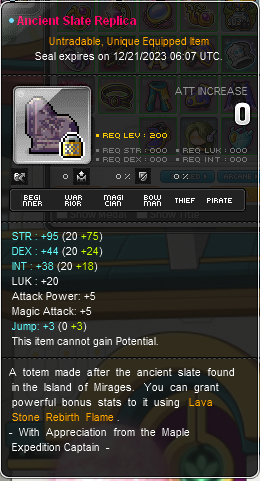 Ancient Slate Replica
Untradable, Unique Equipped Item
Seal expires on 12/21/2023 06:07 UTC.
ATT INCREASE
0
REQ LEV : 200
REQ STR : 000 REQ LUK : 000
REQ DEX : 000 REQ INT : 000
0 0 % 0 %
BEGINNER WARRIOR MAGICIAN BOWMAN THIEF PIRATE
Show Medal
STR : +95 (20 +75)
DEX : +44 (20 +24)
INT : +38 (20 +18)
LUK : +20
Attack Power: +5
Magic Attack: +5
Jump: +3 (0 +3)
This item cannot gain Potential.
A totem made after the ancient slate found
in the Island of Mirages. You can grant
powerful bonus stats to it using Lava
Stone Rebirth Flame .
- With Appreciation from the Maple
Expedition Captain -